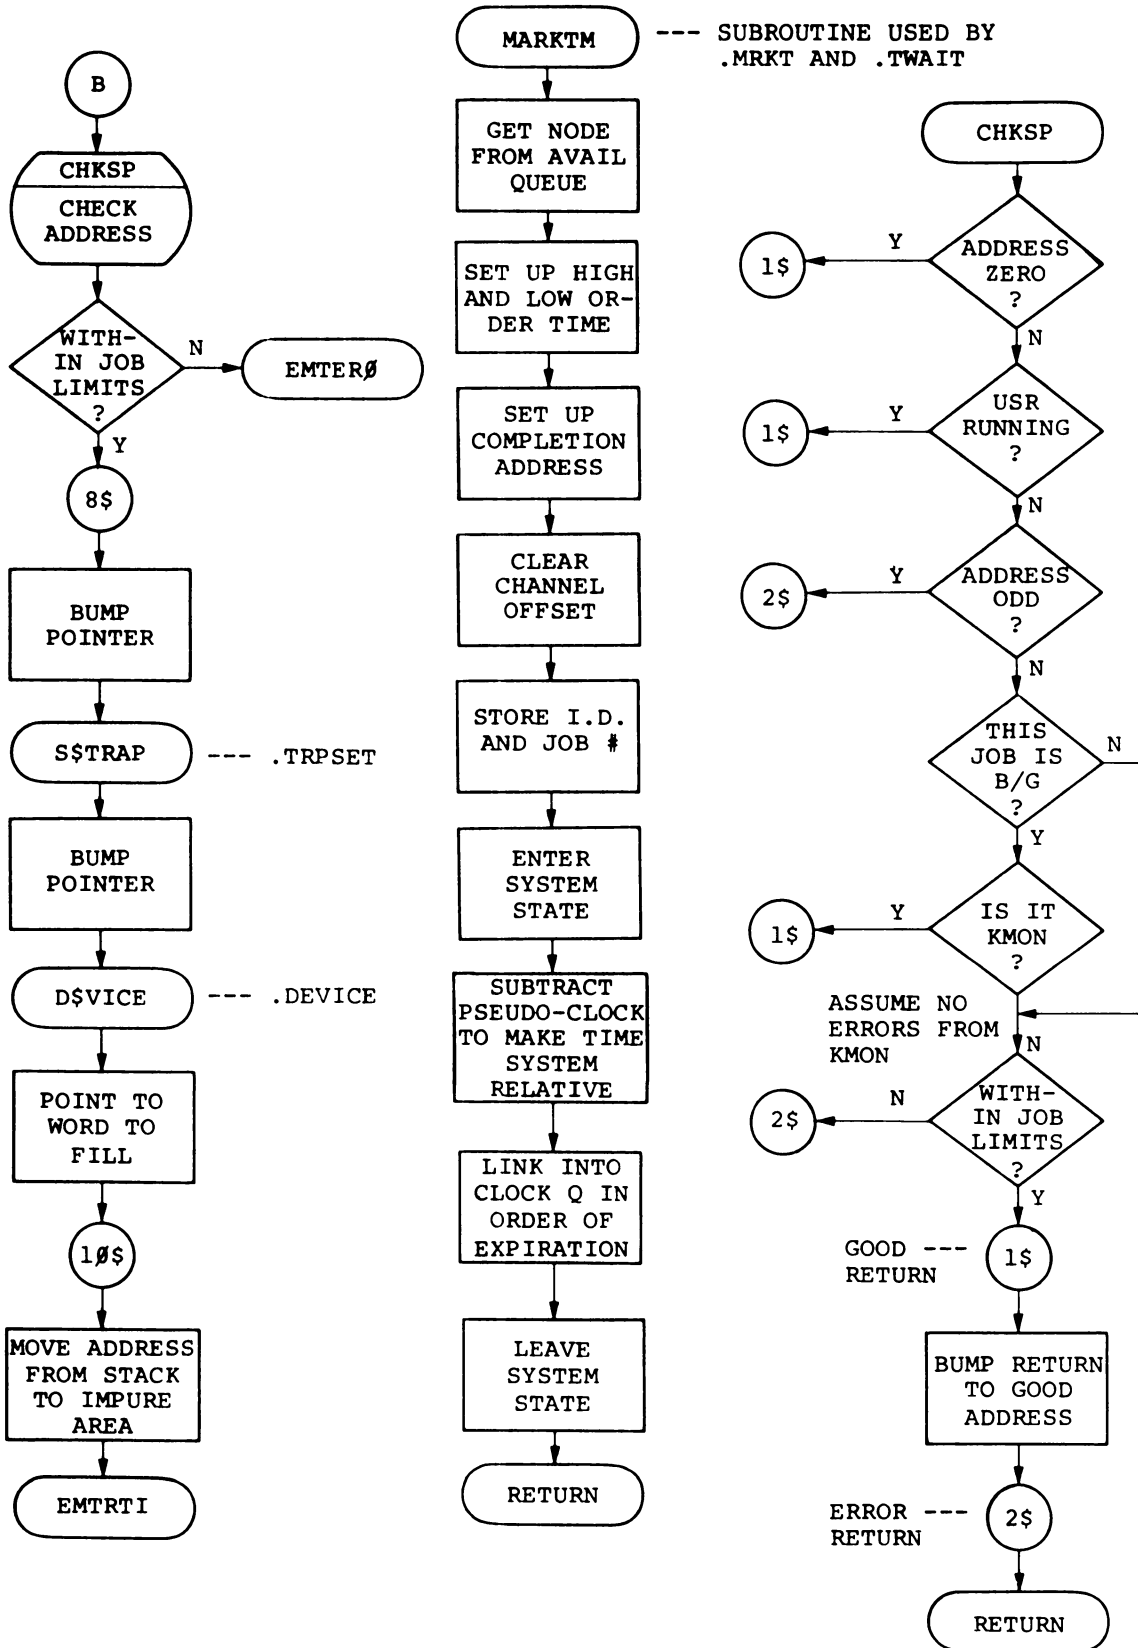 B
CHKSP
CHECK
ADDRESS
WITH-
IN JOB
LIMITS
?
N
EMTERØ
Y
8$
BUMP
POINTER
S$TRAP
--- .TRPSET
BUMP
POINTER
D$VICE
--- .DEVICE
POINT TO
WORD TO
FILL
1Ø$
MOVE ADDRESS
FROM STACK
TO IMPURE
AREA
EMTRTI
MARKTM
--- SUBROUTINE USED BY
.MRKT AND .TWAIT
GET NODE
FROM AVAIL
QUEUE
SET UP HIGH
AND LOW OR-
DER TIME
SET UP
COMPLETION
ADDRESS
CLEAR
CHANNEL
OFFSET
STORE I.D.
AND JOB #
ENTER
SYSTEM
STATE
SUBTRACT
PSEUDO-CLOCK
TO MAKE TIME
SYSTEM
RELATIVE
LINK INTO
CLOCK Q IN
ORDER OF
EXPIRATION
LEAVE
SYSTEM
STATE
RETURN
CHKSP
ADDRESS
ZERO
?
Y
1$
N
USR
RUNNING
?
Y
1$
N
ADDRESS
ODD
?
Y
2$
N
THIS
JOB IS
B/G
?
N
Y
IS IT
KMON
?
Y
1$
ASSUME NO
ERRORS FROM
KMON
N
WITH-
IN JOB
LIMITS
?
N
2$
Y
GOOD ---
RETURN
1$
BUMP RETURN
TO GOOD
ADDRESS
ERROR ---
RETURN
2$
RETURN